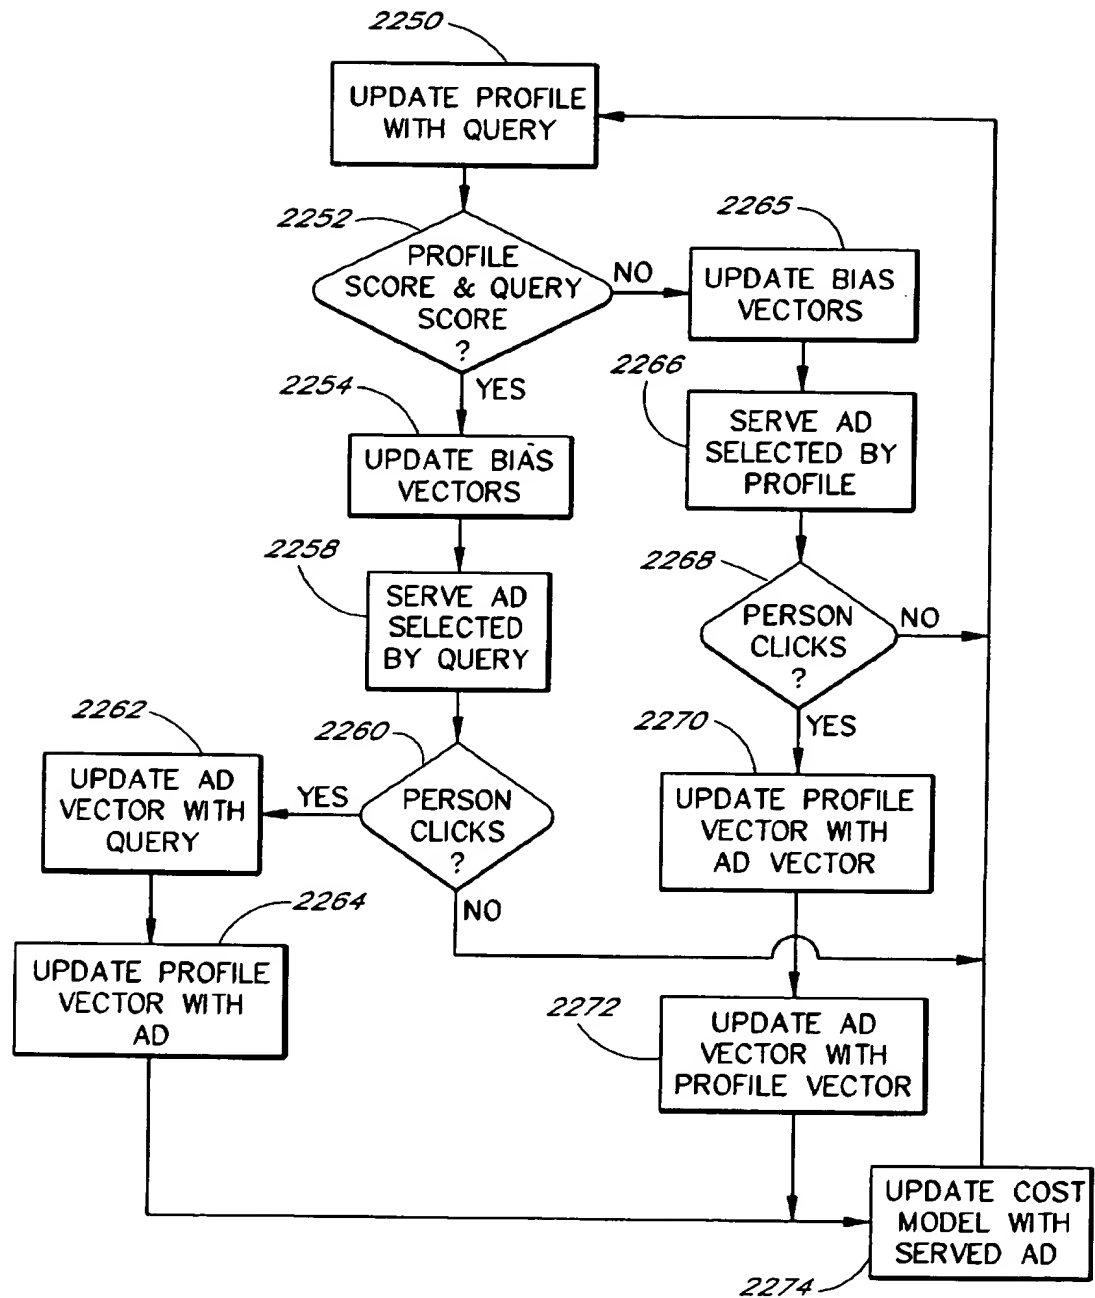 2250
UPDATE PROFILE
WITH QUERY
2252
PROFILE
SCORE & QUERY
SCORE
?
NO
2265
UPDATE BIAS
VECTORS
YES
2254
UPDATE BIAS
VECTORS
2266
SERVE AD
SELECTED BY
PROFILE
2258
SERVE AD
SELECTED
BY QUERY
2268
PERSON
CLICKS
?
NO
YES
2260
PERSON
CLICKS
?
YES
NO
2262
UPDATE AD
VECTOR WITH
QUERY
2270
UPDATE PROFILE
VECTOR WITH
AD VECTOR
2264
UPDATE PROFILE
VECTOR WITH
AD
2272
UPDATE AD
VECTOR WITH
PROFILE VECTOR
UPDATE COST
MODEL WITH
SERVED AD
2274